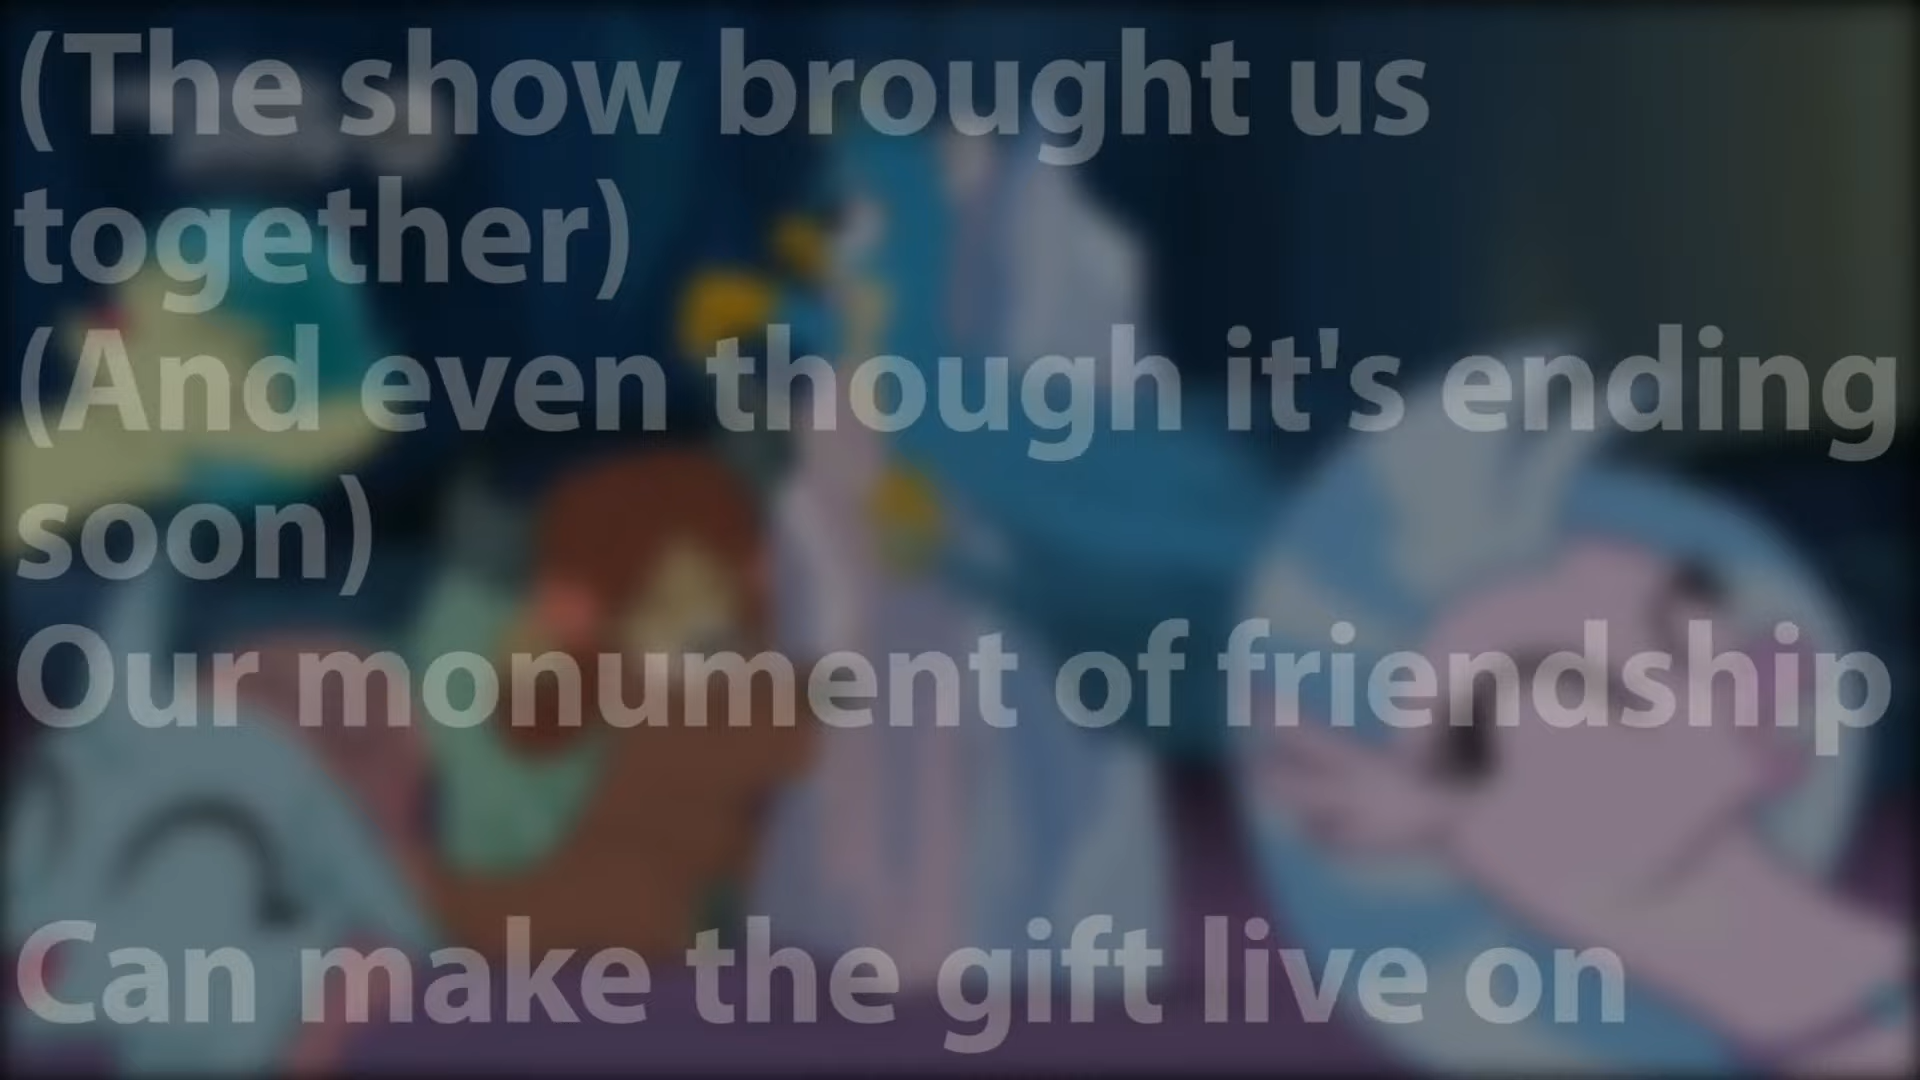 (The show brought us
together)
(And even though it's ending
soon)
Our monument of friendship
Can make the gift live on